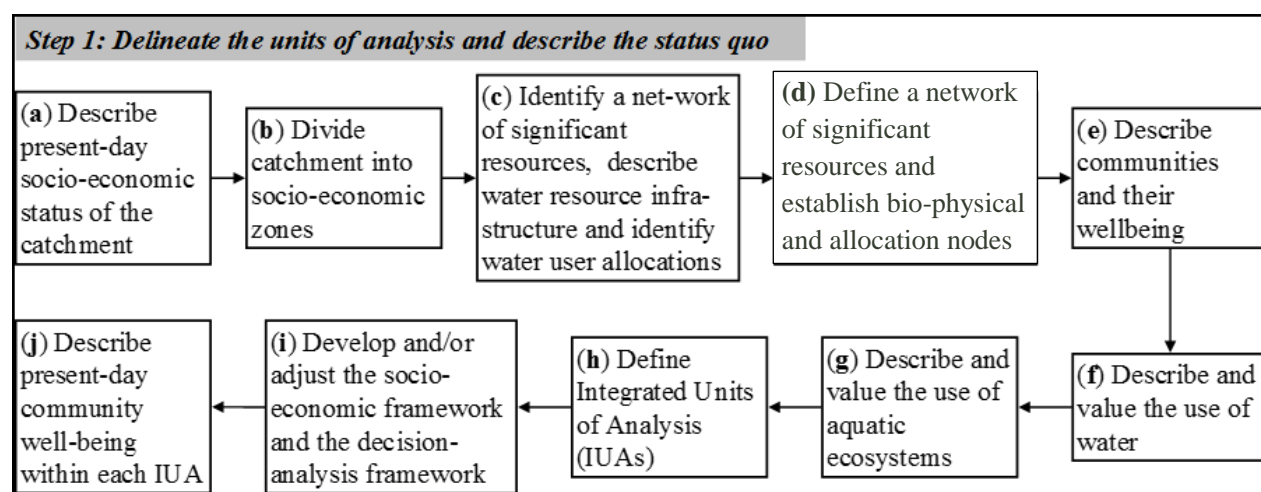 Step 1: Delineate the units of analysis and describe the status quo
(a) Describe
present-day
socio-economic
status of the
catchment
(b) Divide
catchment into
socio-economic
zones
(c) Identify a net-work
of significant
resources, describe
water resource infra-
structure and identify
water user allocations
(d) Define a network
of significant
resources and
establish bio-physical
and allocation nodes
(e) Describe
communities
and their
wellbeing
(f) Describe and
value the use of
water
(g) Describe and
value the use of
aquatic
ecosystems
(h) Define
Integrated Units
of Analysis
(IUAs)
(i) Develop and/or
adjust the socio-
economic framework
and the decision-
analysis framework
(j) Describe
present-day
community
well-being
within each IUA